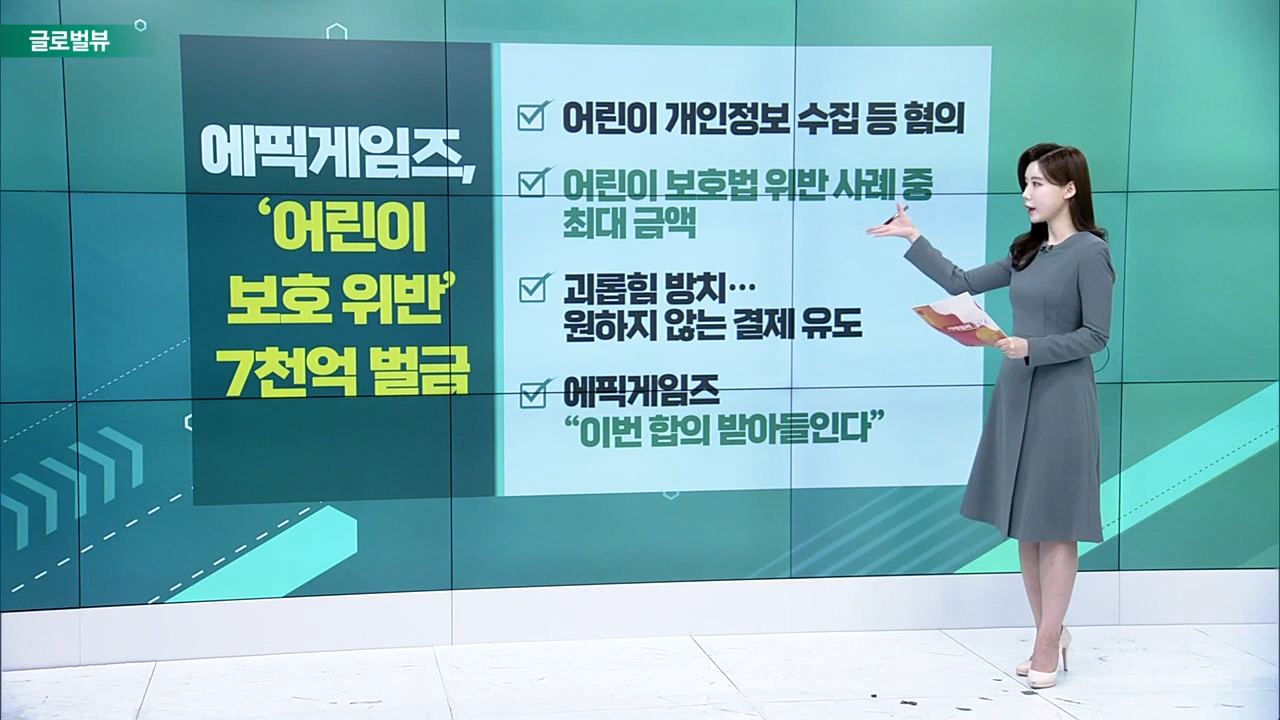 글로벌뷰
에픽게임즈,
‘어린이
보호 위반’
7천억 벌금
어린이 개인정보 수집 등 혐의
어린이 보호법 위반 사례 중
최대 금액
괴롭힘 방치…
원하지 않는 결제 유도
에픽게임즈
“이번 합의 받아들인다”